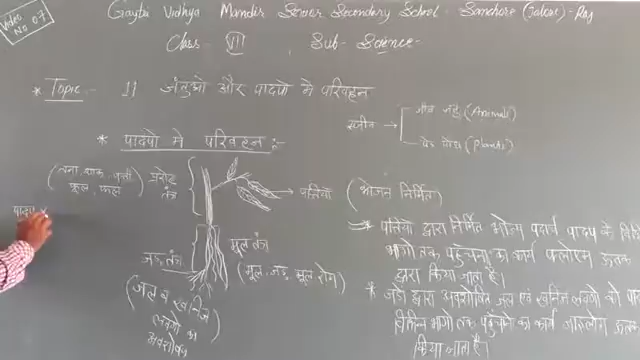 Video No 07
Gaytri Vidhya Mandir Senior Secondary School, Sanchore (Jalore) - Raj
Class - VII , Sub - Science -
* Topic :- 11 जंतुओ और पादपो मे परिवहन
सजीव → जीव जंतु (Animals)
पेड़ पौधे (Plants)
* पादपो मे परिवहन :-
(तना, शाखा, पत्ती
फूल, फल)
प्ररोह
तंत्र
पत्तियाँ (भोजन निर्मित)
पादप
जड़ तंत्र
मूल तंत्र
(मूल, जड़, मूल रोम)
(जल व खनिज
लवणो का
अवशोषण
* पत्तियो द्वारा निर्मित भोज्य पदार्थ पादप के
भागो तक पहुंचाने का कार्य फ्लोएम ऊतक
द्वारा किया जाता है।
* जड़ो द्वारा अवशोषित जल एवं खनिज लवणो को
विभिन्न भागो तक पहुंचाने का कार्य जाइलेम ऊतक
किया जाता है।